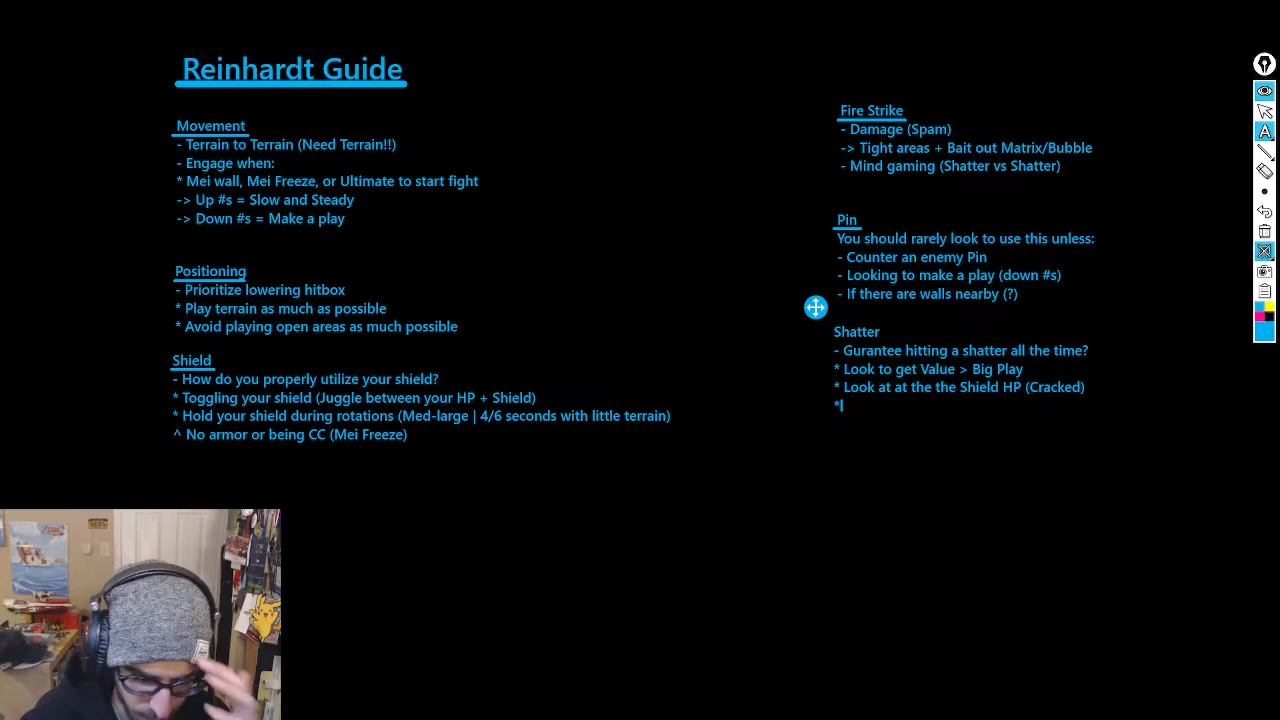 Reinhardt Guide
Movement
- Terrain to Terrain (Need Terrain!!)
- Engage when:
* Mei wall, Mei Freeze, or Ultimate to start fight
-> Up #s = Slow and Steady
-> Down #s = Make a play
Positioning
- Prioritize lowering hitbox
* Play terrain as much as possible
* Avoid playing open areas as much possible
Shield
- How do you properly utilize your shield?
* Toggling your shield (Juggle between your HP + Shield)
* Hold your shield during rotations (Med-large | 4/6 seconds with little terrain)
^ No armor or being CC (Mei Freeze)
Fire Strike
- Damage (Spam)
-> Tight areas + Bait out Matrix/Bubble
- Mind gaming (Shatter vs Shatter)
Pin
You should rarely look to use this unless:
- Counter an enemy Pin
- Looking to make a play (down #s)
- If there are walls nearby (?)
Shatter
- Gurantee hitting a shatter all the time?
* Look to get Value > Big Play
* Look at at the the Shield HP (Cracked)
*
A